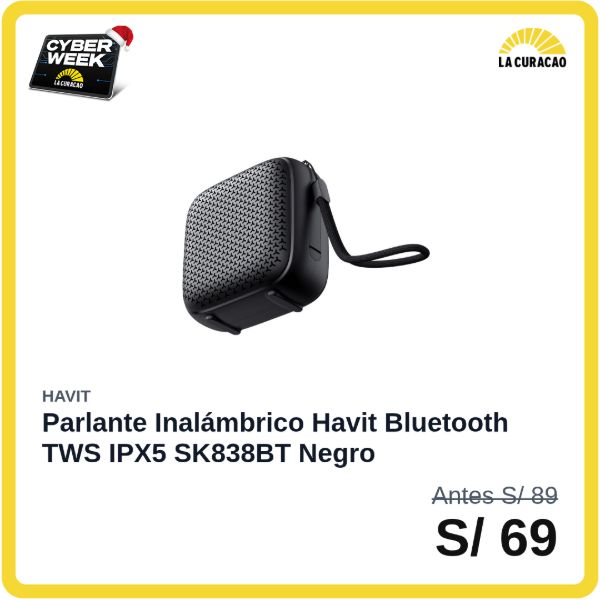 CYBER
WEEK
LA CURACAO
LA CURACAO
HAVIT
Parlante Inalámbrico Havit Bluetooth
TWS IPX5 SK838BT Negro
Antes S/ 89
S/ 69